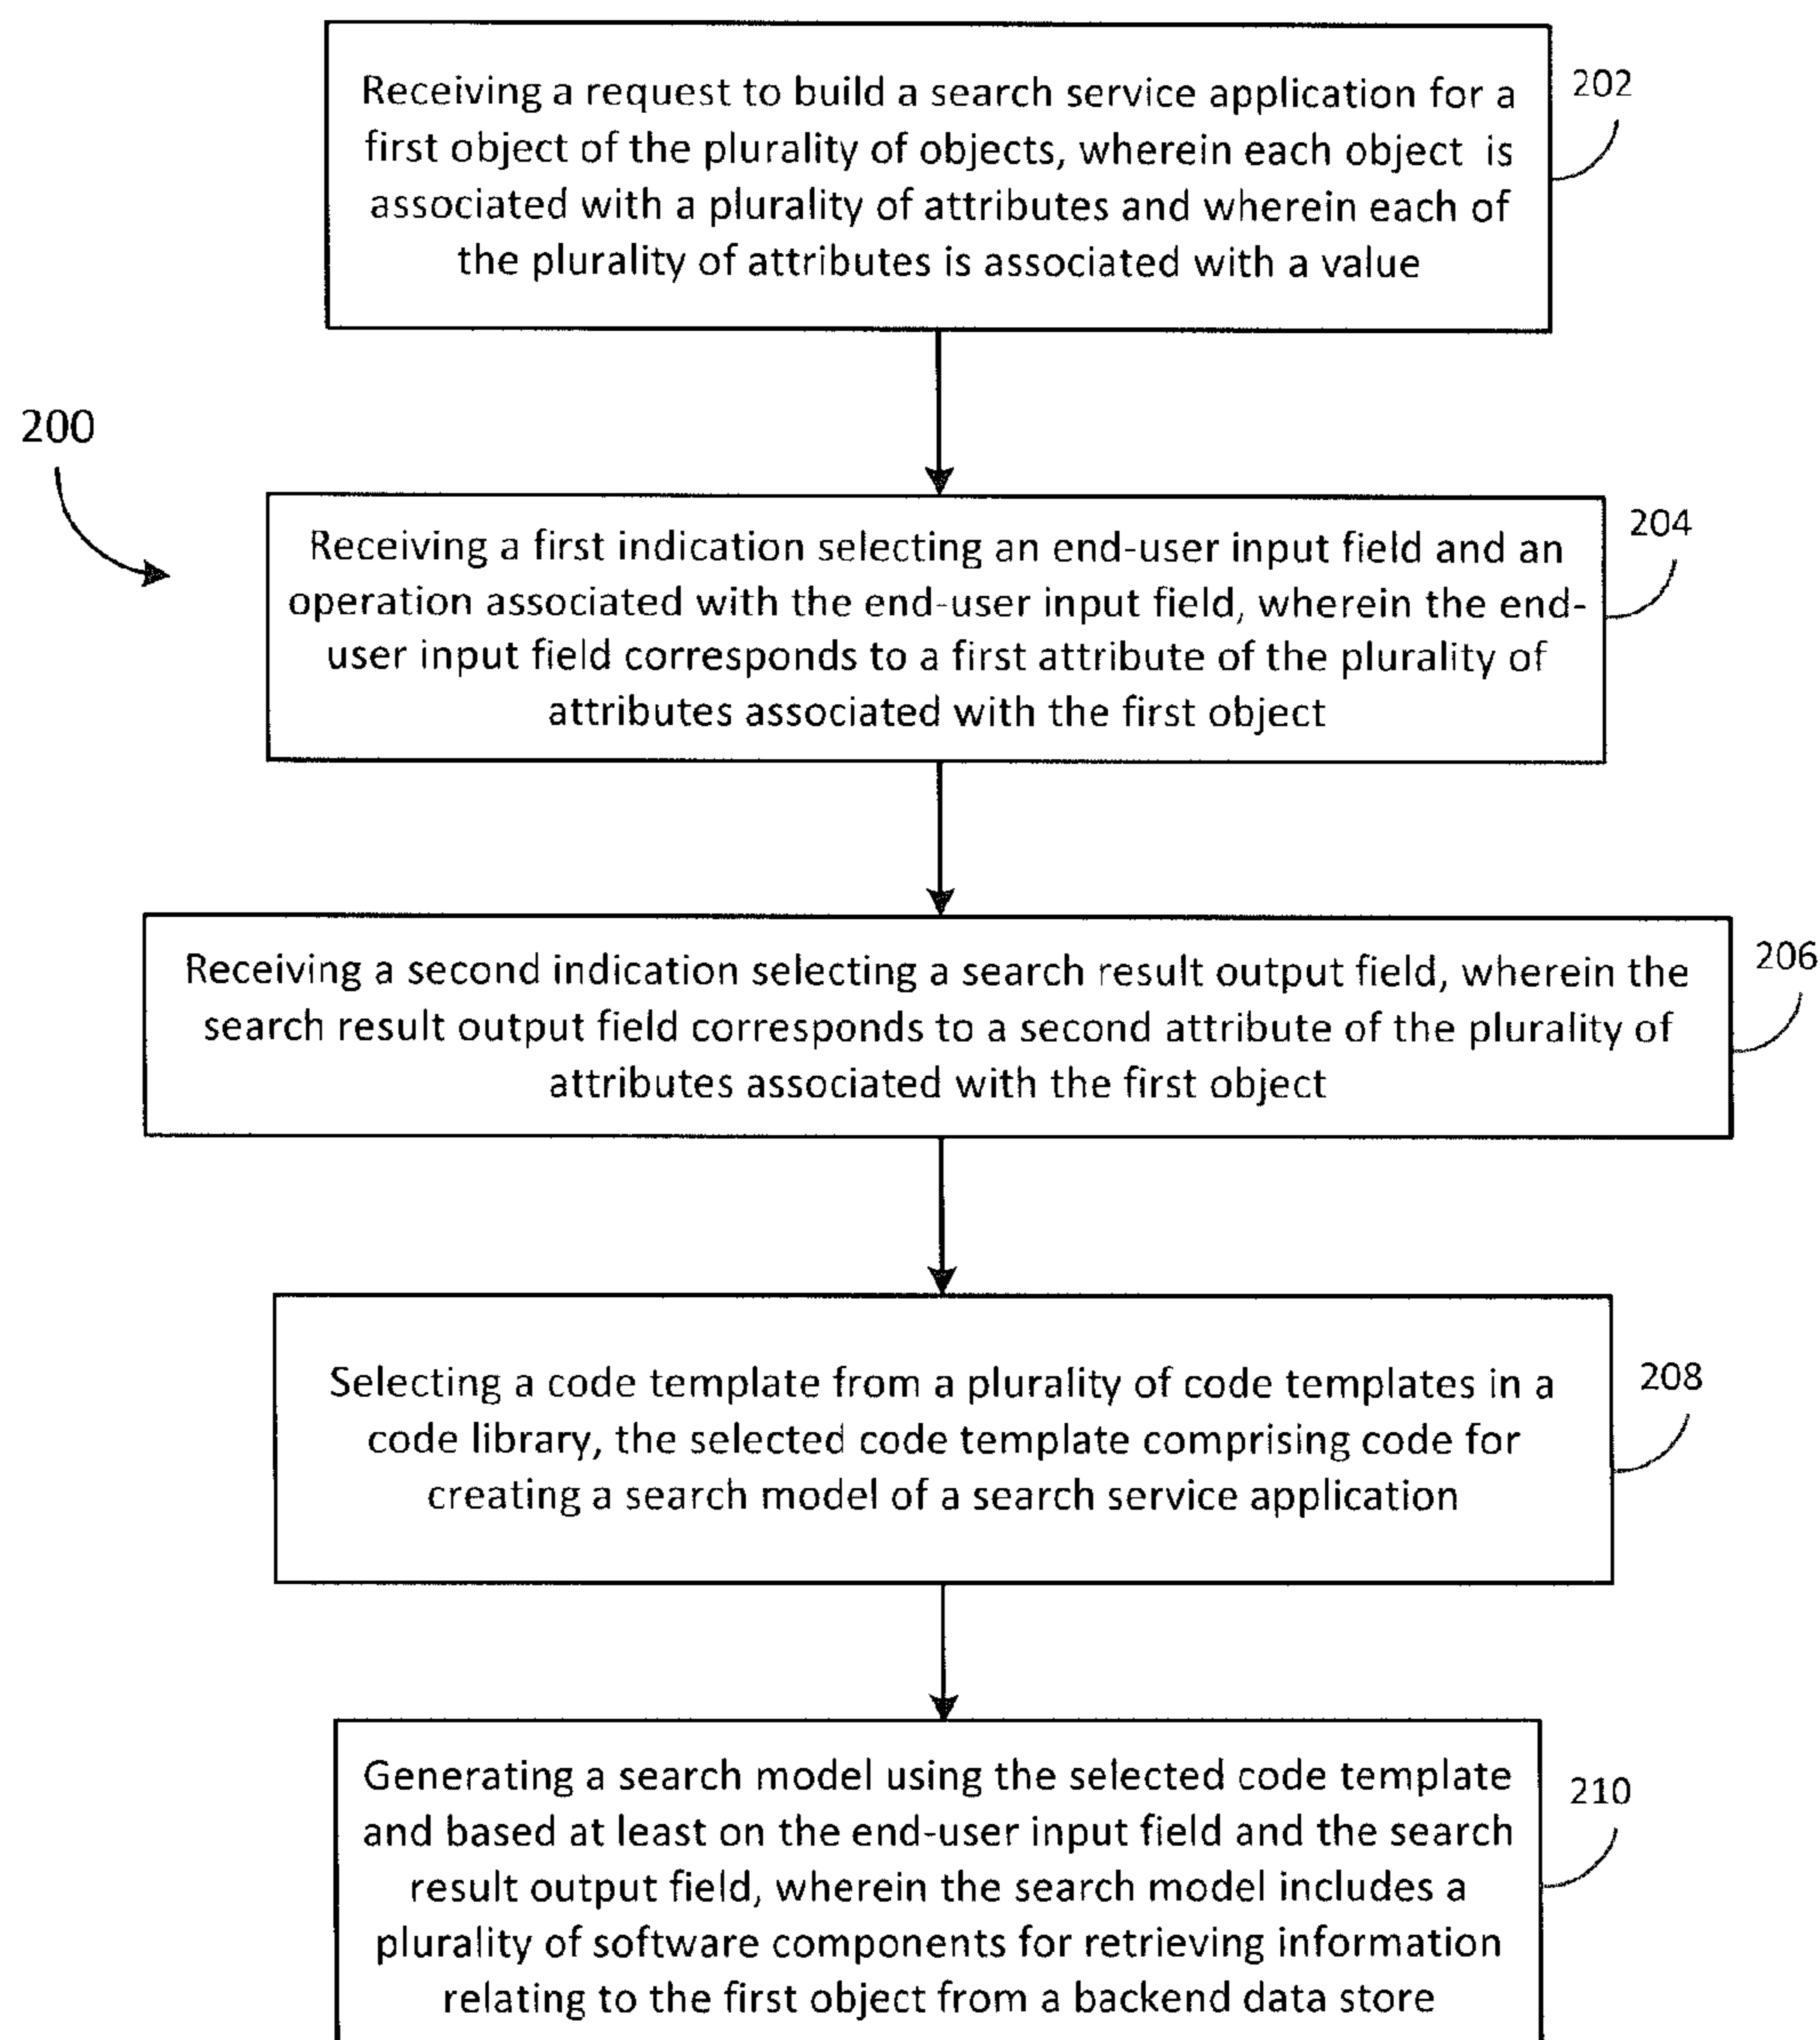 Receiving a request to build a search service application for a
first object of the plurality of objects, wherein each object is
associated with a plurality of attributes and wherein each of
the plurality of attributes is associated with a value
202
200
Receiving a first indication selecting an end-user input field and an
operation associated with the end-user input field, wherein the end-
user input field corresponds to a first attribute of the plurality of
attributes associated with the first object
204
Receiving a second indication selecting a search result output field, wherein the
search result output field corresponds to a second attribute of the plurality of
attributes associated with the first object
206
Selecting a code template from a plurality of code templates in a
code library, the selected code template comprising code for
creating a search model of a search service application
208
Generating a search model using the selected code template
and based at least on the end-user input field and the search
result output field, wherein the search model includes a
plurality of software components for retrieving information
relating to the first object from a backend data store
210